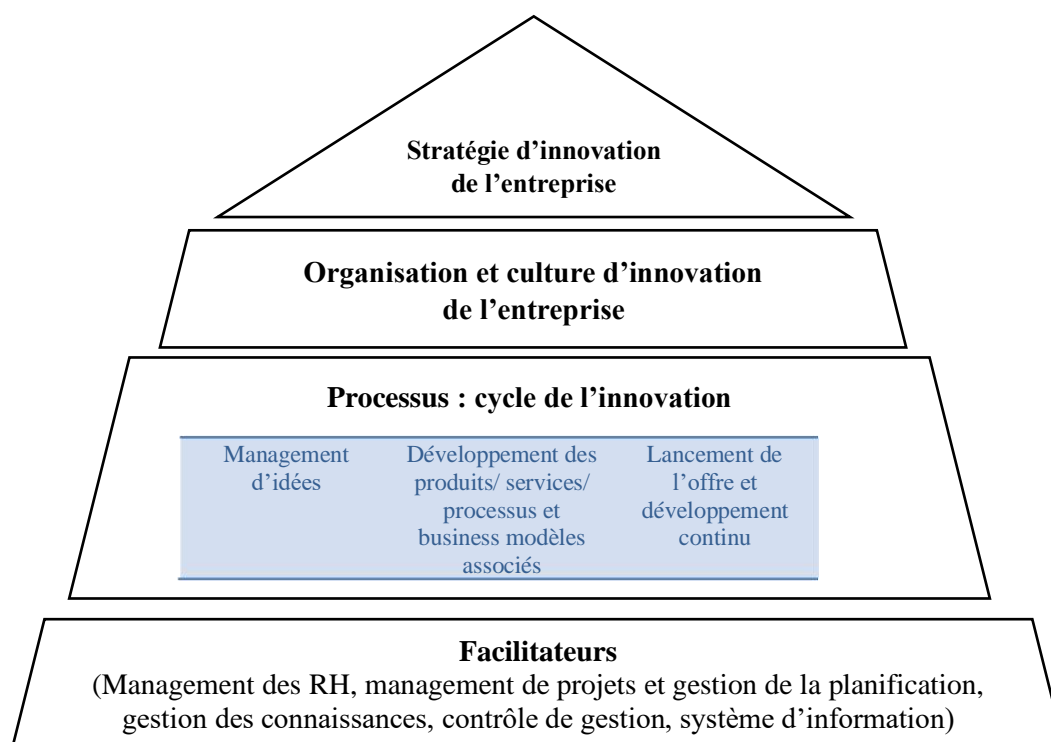 Stratégie d’innovation
de l’entreprise
Organisation et culture d’innovation
de l’entreprise
Processus : cycle de l’innovation
Management
d’idées
Développement des
produits/ services/
processus et
business modèles
associés
Lancement de
l’offre et
développement
continu
Facilitateurs
(Management des RH, management de projets et gestion de la planification,
gestion des connaissances, contrôle de gestion, système d’information)